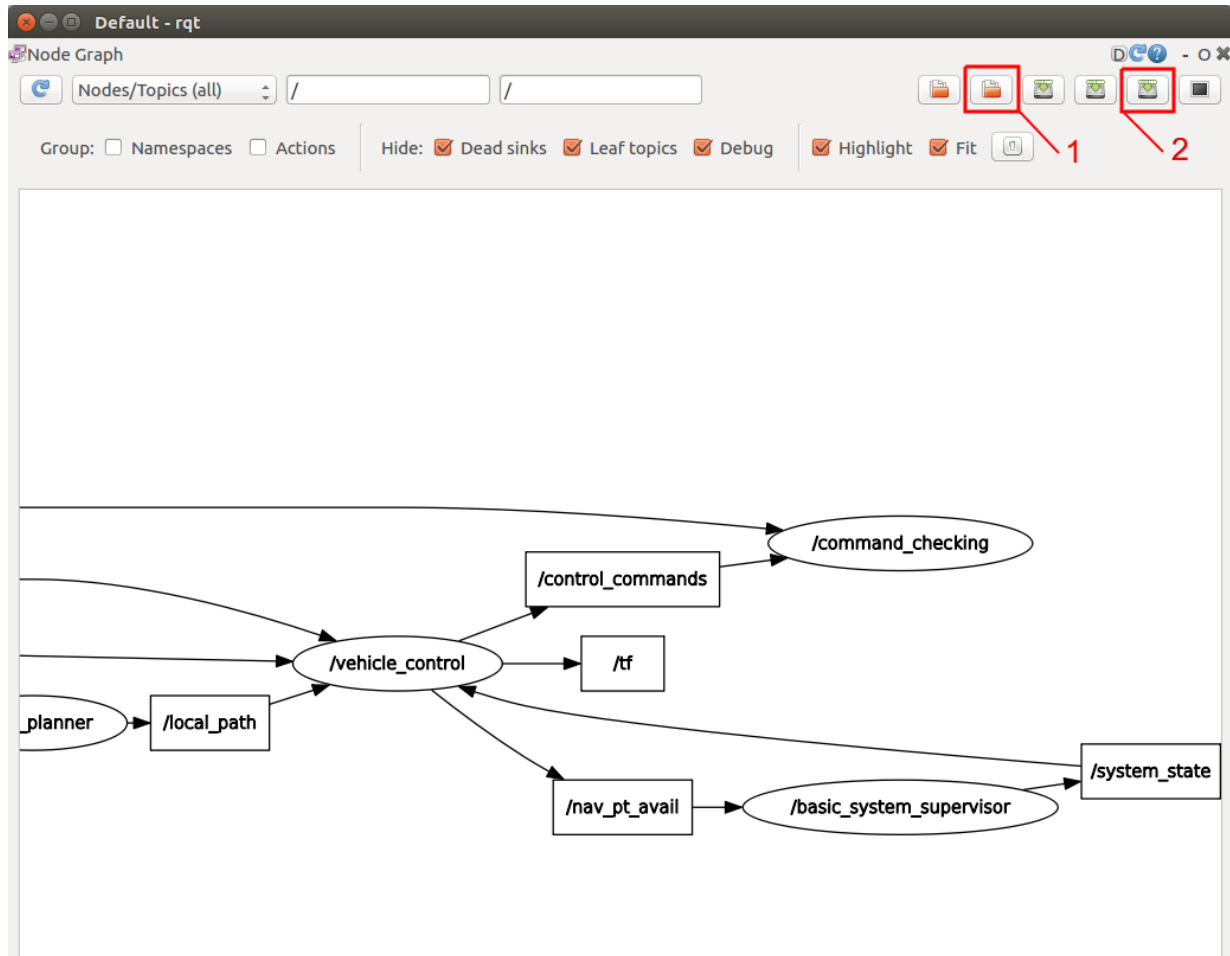 Default - rqt
Node Graph
D - O
Nodes/Topics (all) / /
Group: Namespaces Actions Hide: Dead sinks Leaf topics Debug Highlight Fit
1 2
/command_checking
/control_commands
/vehicle_control /tf
_planner /local_path
/system_state
/nav_pt_avail /basic_system_supervisor